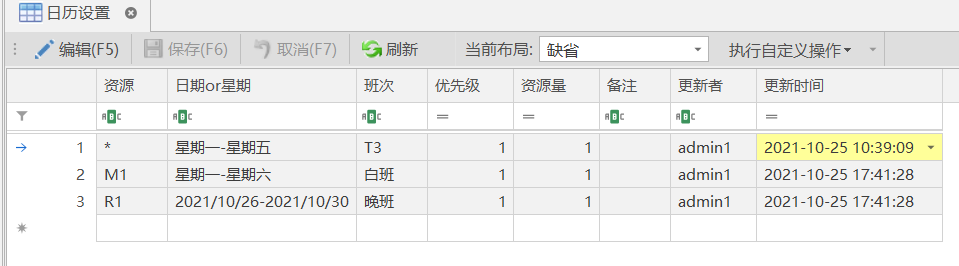 日历设置
编辑(F5) 保存(F6) 取消(F7) 刷新 当前布局: 缺省 执行自定义操作
资源 日期or星期 班次 优先级 资源量 备注 更新者 更新时间
ABC ABC ABC = = ABC ABC =
1 * 星期一-星期五 T3 1 1 admin1 2021-10-25 10:39:09
2 M1 星期一-星期六 白班 1 1 admin1 2021-10-25 17:41:28
3 R1 2021/10/26-2021/10/30 晚班 1 1 admin1 2021-10-25 17:41:28